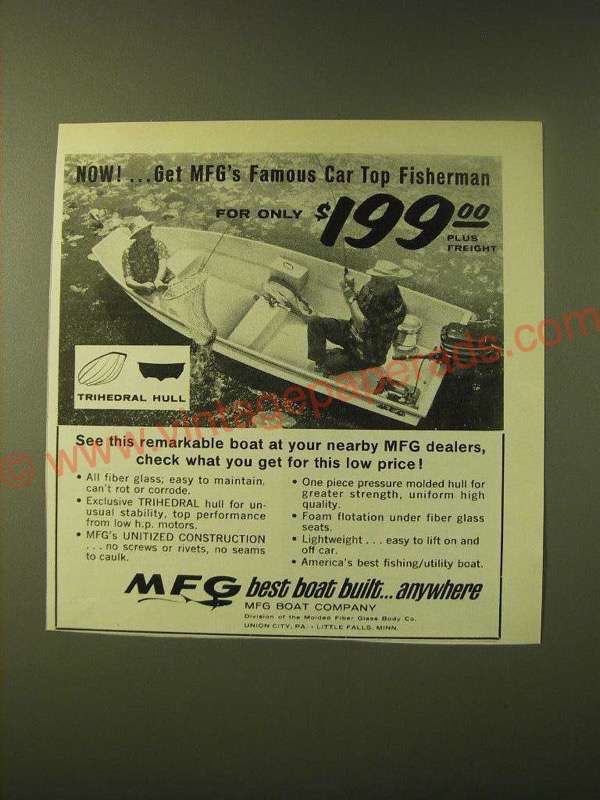 NOW! ...Get MFG's Famous Car Top Fisherman
FOR ONLY $199.00
PLUS
FREIGHT
TRIHEDRAL HULL
© www.vintagepaperads.com
See this remarkable boat at your nearby MFG dealers,
check what you get for this low price!
• All fiber glass; easy to maintain,
can't rot or corrode.
• Exclusive TRIHEDRAL hull for un-
usual stability, top performance
from low h.p. motors.
• MFG's UNITIZED CONSTRUCTION
...no screws or rivets, no seams
to caulk.
• One piece pressure molded hull for
greater strength, uniform high
quality.
• Foam flotation under fiber glass
seats.
• Lightweight...easy to lift on and
off car.
• America's best fishing/utility boat.
MFG best boat built...anywhere
MFG BOAT COMPANY
Division of the Molded Fiber Glass Body Co.
UNION CITY, PA. - LITTLE FALLS, MINN.